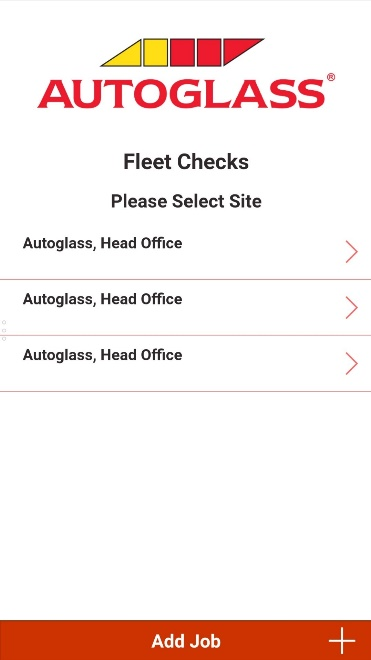 AUTOGLASS®
Fleet Checks
Please Select Site
Autoglass, Head Office
Autoglass, Head Office
Autoglass, Head Office
Add Job